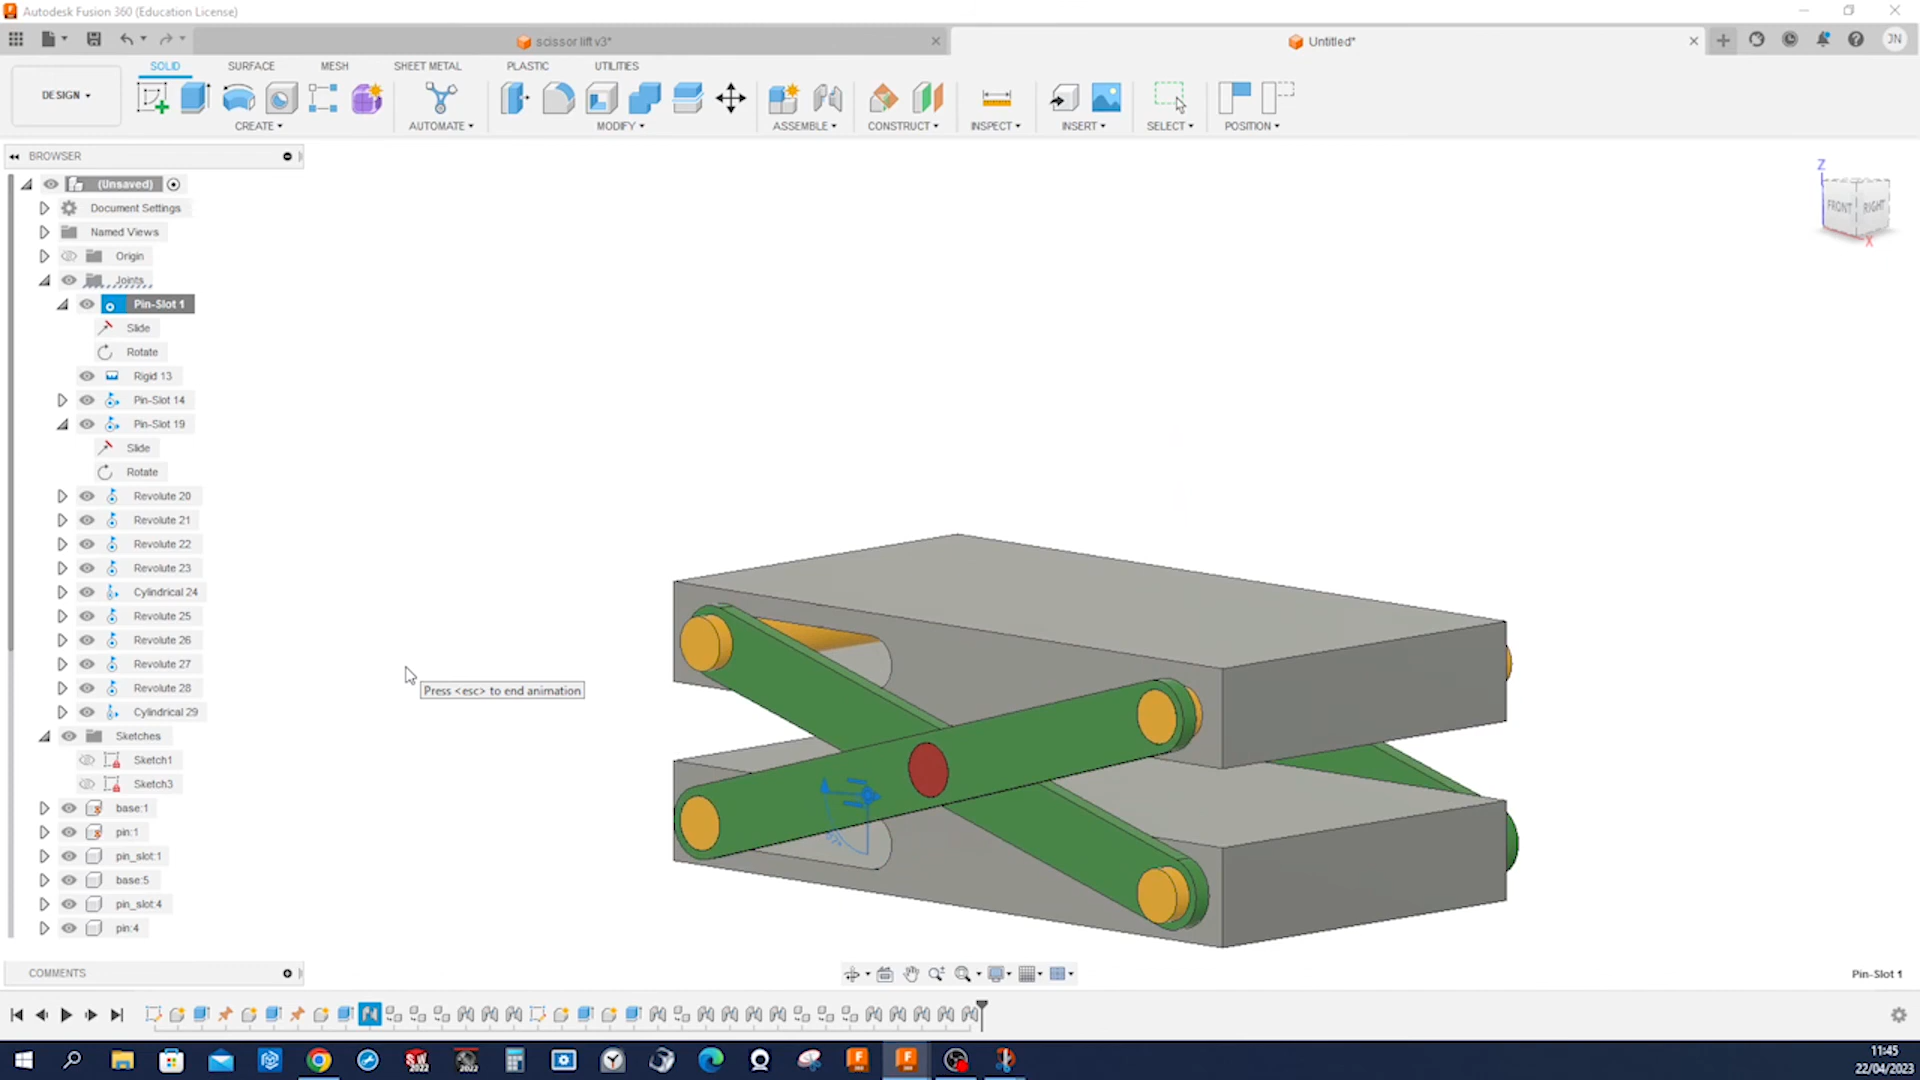 Autodesk Fusion 360 (Education License)
scissor lift v3*
Untitled*
JN
DESIGN
SOLID
SURFACE
MESH
SHEET METAL
PLASTIC
UTILITIES
CREATE
AUTOMATE
MODIFY
ASSEMBLE
CONSTRUCT
INSPECT
INSERT
SELECT
POSITION
BROWSER
(Unsaved)
Document Settings
Named Views
Origin
Joints
Pin-Slot 1
Slide
Rotate
Rigid 13
Pin-Slot 14
Pin-Slot 19
Slide
Rotate
Revolute 20
Revolute 21
Revolute 22
Revolute 23
Cylindrical 24
Revolute 25
Revolute 26
Revolute 27
Revolute 28
Cylindrical 29
Sketches
Sketch1
Sketch3
base:1
pin:1
pin_slot:1
base:5
pin_slot:4
pin:4
Press <esc> to end animation
Z
FRONT
RIGHT
X
COMMENTS
Pin-Slot 1
11:45
22/04/2023